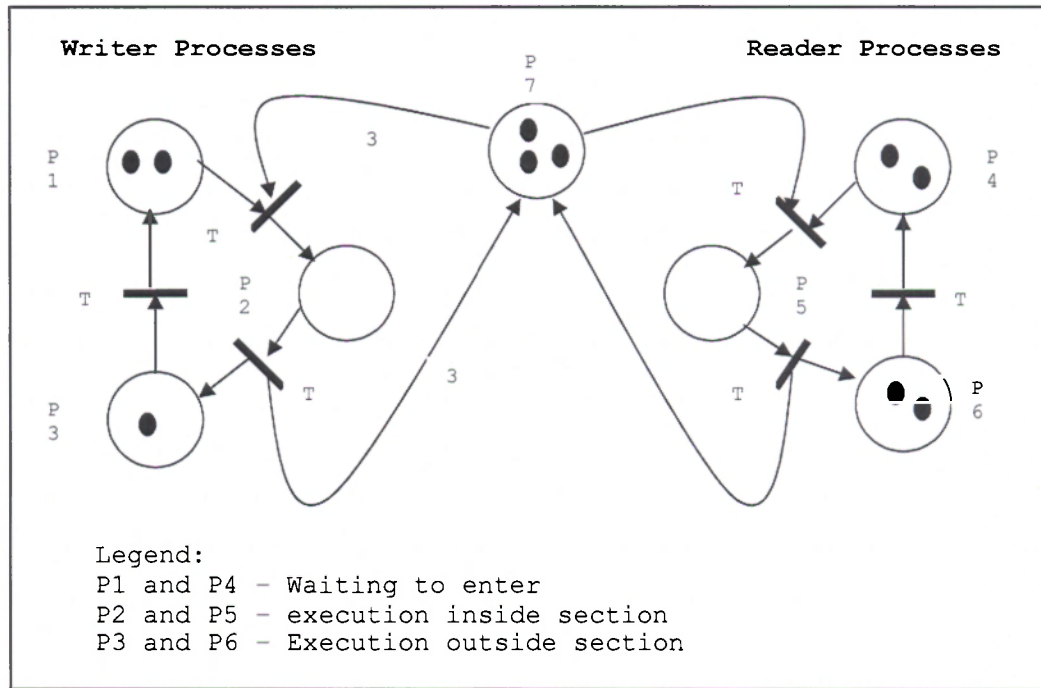 Writer Processes
Reader Processes
P
7
3
P
1
P
4
T
T
T
P
2
P
5
T
T
T
3
P
3
P
6
Legend:
P1 and P4 – Waiting to enter
P2 and P5 – execution inside section
P3 and P6 – Execution outside section